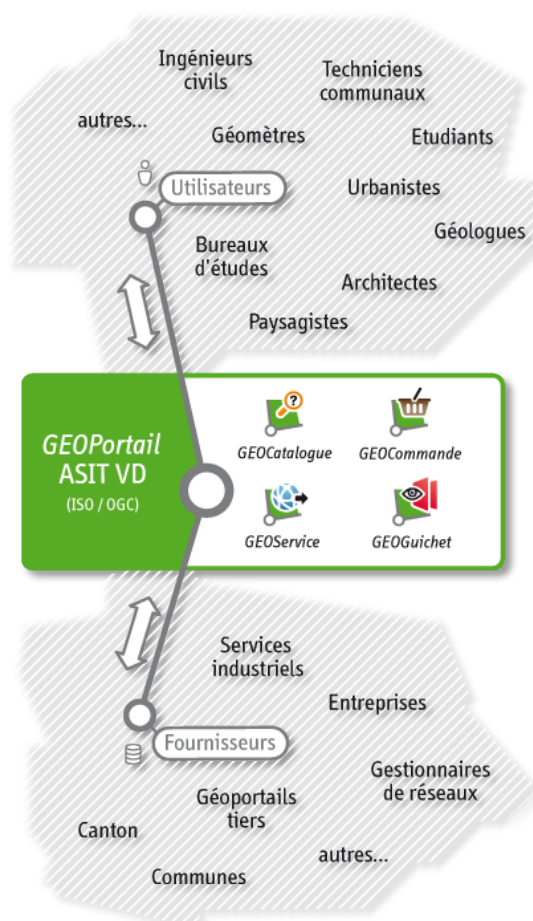 Ingénieurs
civils
Techniciens
communaux
autres...
Géomètres
Etudiants
Utilisateurs
Urbanistes
Géologues
Bureaux
d'études
Architectes
Paysagistes
GEOPortail
ASIT VD
(ISO / OGC)
GEOCatalogue
GEOCommande
GEOService
GEOGuichet
Services
industriels
Entreprises
Fournisseurs
Gestionnaires
de réseaux
Géoportails
tiers
Canton
autres...
Communes